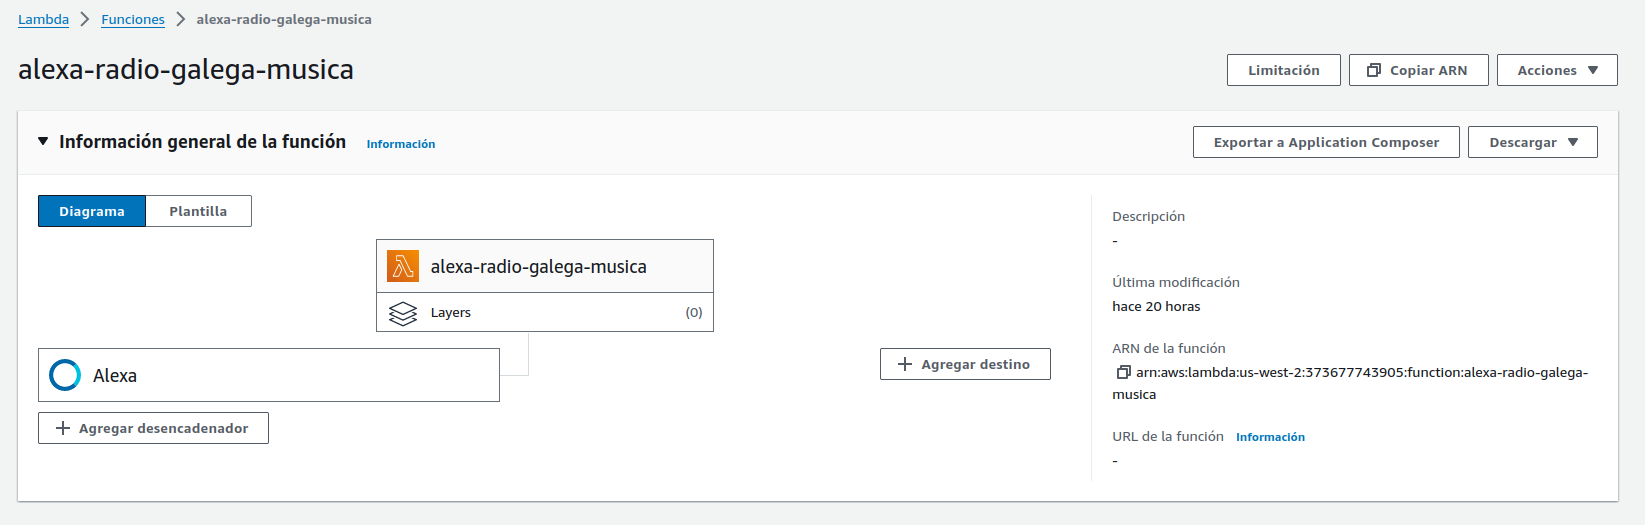 Lambda > Funciones > alexa-radio-galega-musica
alexa-radio-galega-musica
Limitación
Copiar ARN
Acciones
Información general de la función
Información
Exportar a Application Composer
Descargar
Diagrama
Plantilla
alexa-radio-galega-musica
Layers
(0)
Alexa
Agregar desencadenador
Agregar destino
Descripción
-
Última modificación
hace 20 horas
ARN de la función
arn:aws:lambda:us-west-2:373677743905:function:alexa-radio-galega-
musica
URL de la función
Información
-